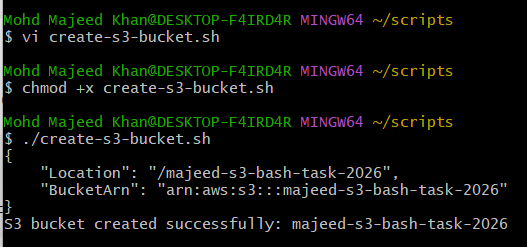 Mohd Majeed Khan@DESKTOP-F4IRD4R MINGW64 ~/scripts
$ vi create-s3-bucket.sh
Mohd Majeed Khan@DESKTOP-F4IRD4R MINGW64 ~/scripts
$ chmod +x create-s3-bucket.sh
Mohd Majeed Khan@DESKTOP-F4IRD4R MINGW64 ~/scripts
$ ./create-s3-bucket.sh
{
    "Location": "/majeed-s3-bash-task-2026",
    "BucketArn": "arn:aws:s3:::majeed-s3-bash-task-2026"
}
S3 bucket created successfully: majeed-s3-bash-task-2026